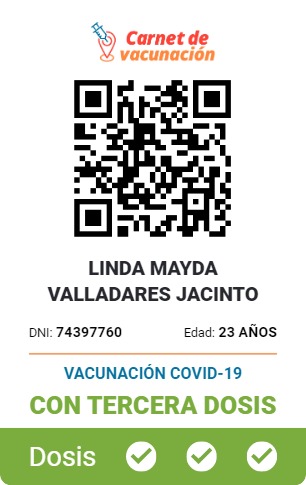 Carnet de
vacunación
LINDA MAYDA
VALLADARES JACINTO
DNI: 74397760 Edad: 23 AÑOS
VACUNACIÓN COVID-19
CON TERCERA DOSIS
Dosis